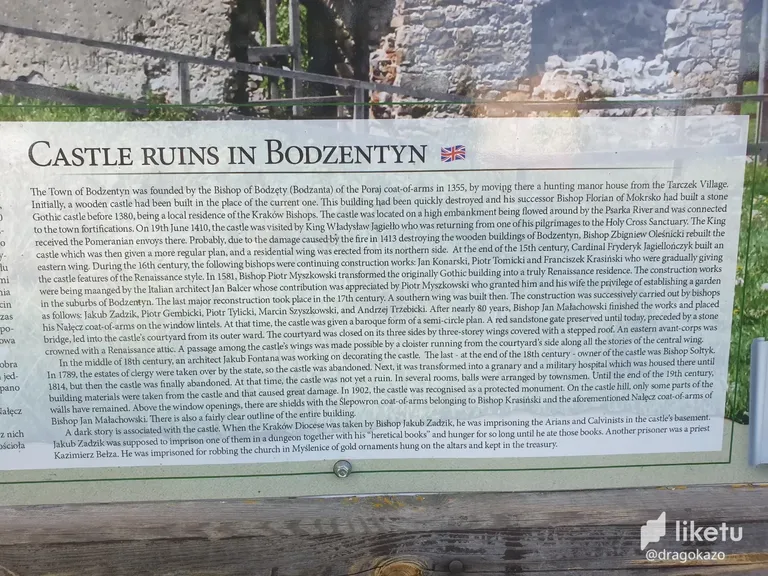 CASTLE RUINS IN BODZENTYN
The Town of Bodzentyn was founded by the Bishop of Bodzęty (Bodzanta) of the Poraj coat-of-arms in 1355, by moving there a hunting manor house from the Tarczek Village.
Initially, a wooden castle had been built in the place of the current one. This building had been quickly destroyed and his successor Bishop Florian of Mokrsko had built a stone
Gothic castle before 1380, being a local residence of the Kraków Bishops. The castle was located on a high embankment being flowed around by the Psarka River and was connected
to the town fortifications. On 19th June 1410, the castle was visited by King Władysław Jagiełło who was returning from one of his pilgrimages to the Holy Cross Sanctuary. The King
received the Pomeranian envoys there. Probably, due to the damage caused by the fire in 1413 destroying the wooden buildings of Bodzentyn, Bishop Zbigniew Oleśnicki rebuilt the
castle which was then given a more regular plan, and a residential wing was erected from its northern side. At the end of the 15th century, Cardinal Fryderyk Jagiellończyk built an
eastern wing. During the 16th century, the following bishops were continuing construction works: Jan Konarski, Piotr Tomicki and Franciszek Krasiński who were gradually giving
the castle features of the Renaissance style. In 1581, Bishop Piotr Myszkowski transformed the originally Gothic building into a truly Renaissance residence. The construction works
were being maanged by the Italian architect Jan Balcer whose contribution was appreciated by Piotr Myszkowski who granted him and his wife the privilege of establishing a garden
in the suburbs of Bodzentyn. The last major reconstruction took place in the 17th century. A southern wing was built then. The construction was successively carried out by bishops
as follows: Jakub Zadzik, Piotr Gembicki, Piotr Tylicki, Marcin Szyszkowski, and Andrzej Trzebicki. After nearly 80 years, Bishop Jan Małachowski finished the works and placed
his Nałęcz coat-of-arms on the window lintels. At that time, the castle was given a baroque form of a semi-circle plan. A red sandstone gate preserved until today, preceded by a stone
bridge, led into the castle's courtyard from its outer ward. The courtyard was closed on its three sides by three-storey wings covered with a stepped roof. An eastern avant-corps was
crowned with a Renaissance attic. A passage among the castle's wings was made possible by a cloister running from the courtyard's side along all the stories of the central wing.
In the middle of 18th century, an architect Jakub Fontana was working on decorating the castle. The last - at the end of the 18th century - owner of the castle was Bishop Sołtyk.
In 1789, the estates of clergy were taken over by the state, so the castle was abandoned. Next, it was transformed into a granary and a military hospital which was housed there until
1814, but then the castle was finally abandoned. At that time, the castle was not yet a ruin. In several rooms, balls were arranged by townsmen. Until the end of the 19th century,
building materials were taken from the castle and that caused great damage. In 1902, the castle was recognised as a protected monument. On the castle hill, only some parts of the
walls have remained. Above the window openings, there are shields with the Ślepowron coat-of-arms belonging to Bishop Krasiński and the aforementioned Nałęcz coat-of-arms of
Bishop Jan Małachowski. There is also a fairly clear outline of the entire building.
A dark story is associated with the castle. When the Kraków Diocese was taken by Bishop Jakub Zadzik, he was imprisoning the Arians and Calvinists in the castle's basement.
Jakub Zadzik was supposed to imprison one of them in a dungeon together with his "heretical books" and hunger for so long until he ate those books. Another prisoner was a priest
Kazimierz Bełza. He was imprisoned for robbing the church in Myślenice of gold ornaments hung on the altars and kept in the treasury.
liketu
@dragokazo